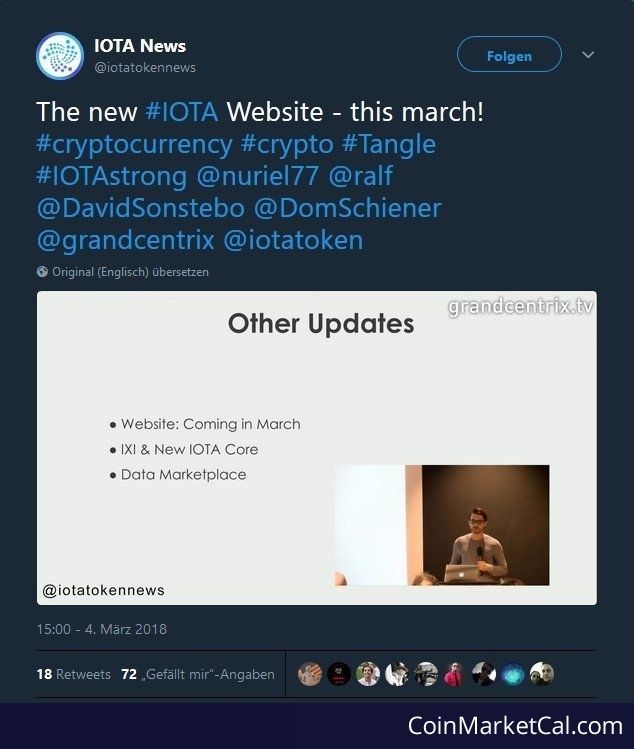 IOTA News
@iotatokennews
Folgen
The new #IOTA Website - this march!
#cryptocurrency #crypto #Tangle
#IOTAstrong @nuriel77 @ralf
@DavidSonstebo @DomSchiener
@grandcentrix @iotatoken
Original (Englisch) übersetzen
grandcentrix.tv
Other Updates
● Website: Coming in March
● IXI & New IOTA Core
● Data Marketplace
@iotatokennews
15:00 - 4. März 2018
18 Retweets 72 „Gefällt mir“-Angaben
CoinMarketCal.com